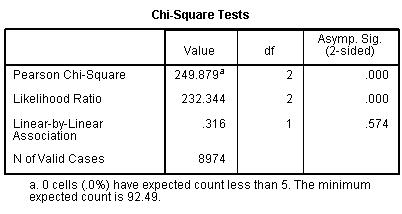 Chi-Square Tests
Value df Asymp. Sig. (2-sided)
Pearson Chi-Square 249.879a 2 .000
Likelihood Ratio 232.344 2 .000
Linear-by-Linear Association .316 1 .574
N of Valid Cases 8974
a. 0 cells (.0%) have expected count less than 5. The minimum
expected count is 92.49.